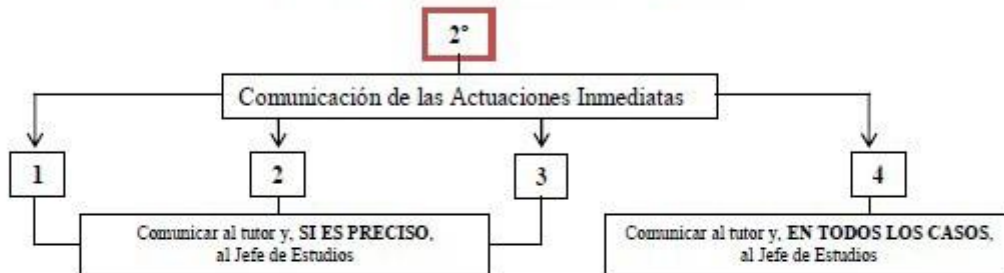 2°
Comunicación de las Actuaciones Inmediatas
1 2 3 4
Comunicar al tutor y, SI ES PRECISO,
al Jefe de Estudios
Comunicar al tutor y, EN TODOS LOS CASOS,
al Jefe de Estudios